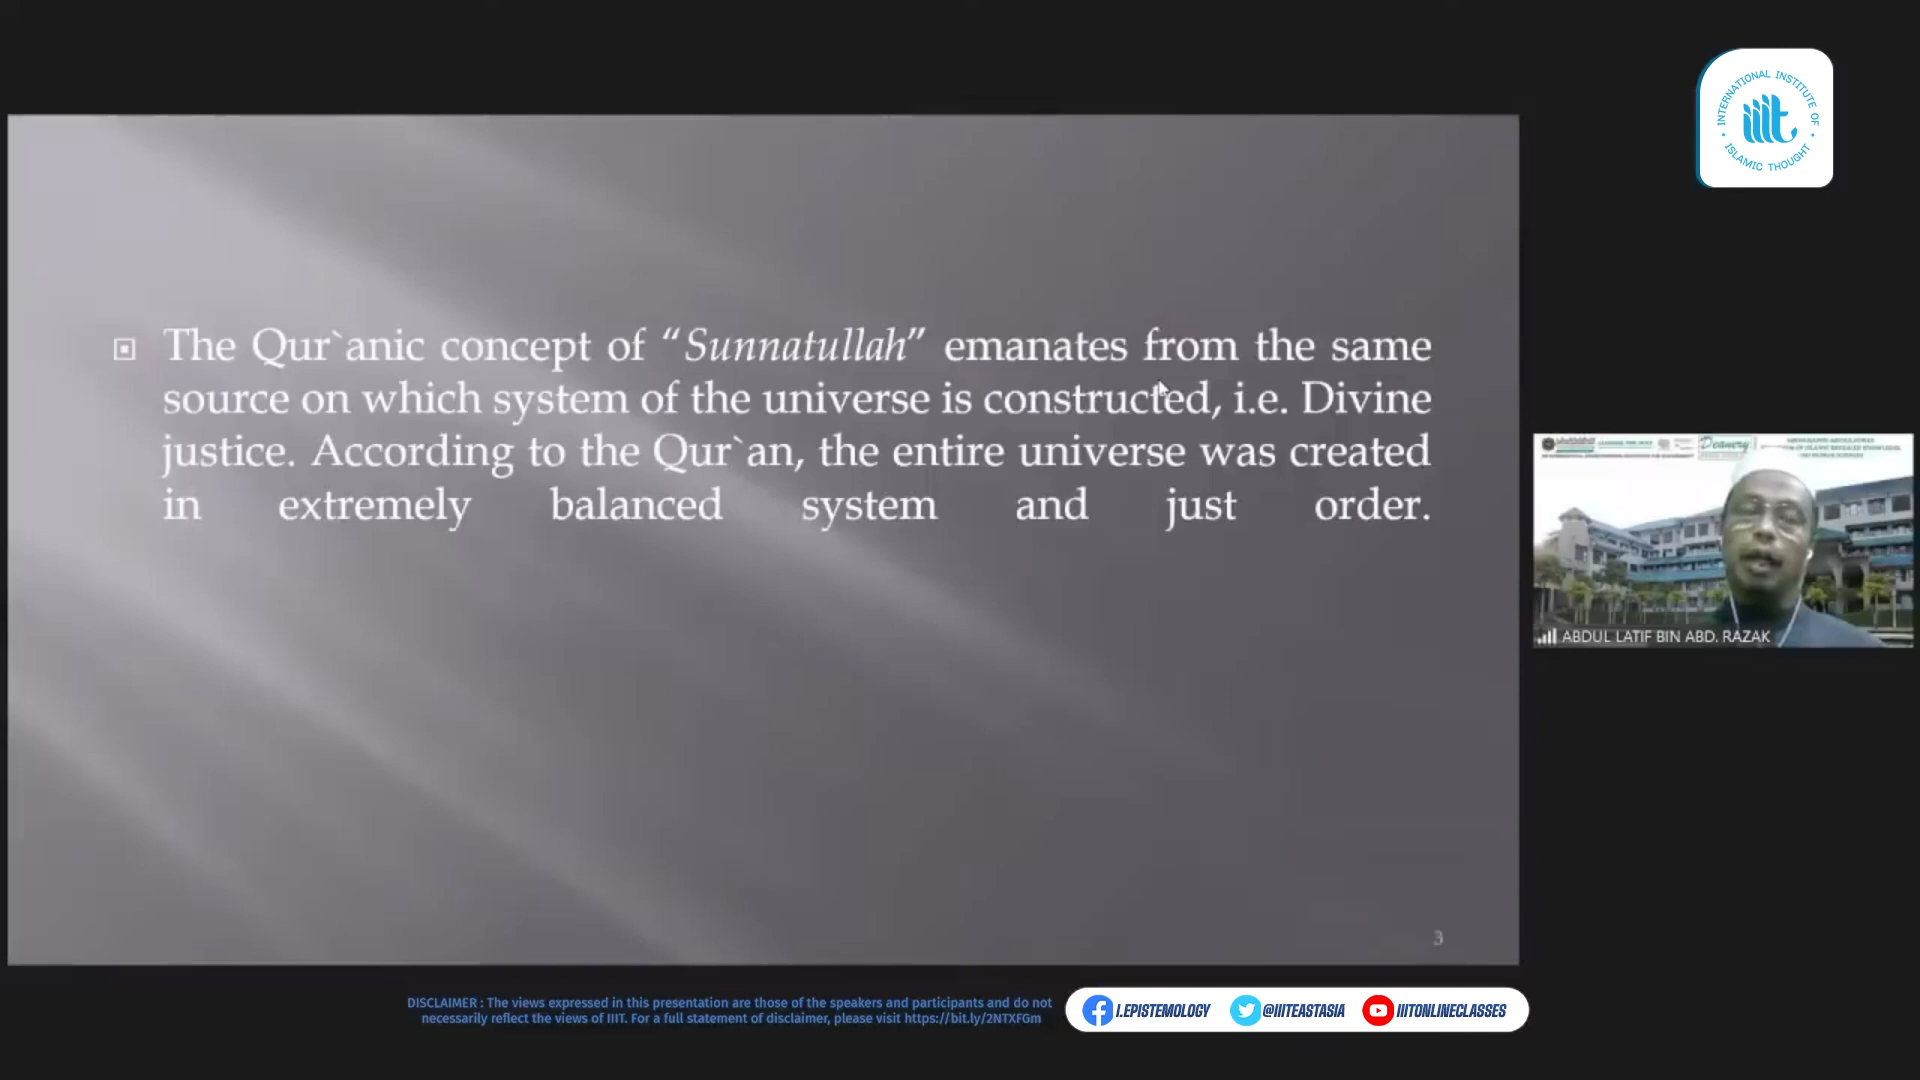 INTERNATIONAL INSTITUTE OF
ISLAMIC THOUGHT
iiit
The Qur`anic concept of “Sunnatullah” emanates from the same
source on which system of the universe is constructed, i.e. Divine
justice. According to the Qur`an, the entire universe was created
in extremely balanced system and just order.
3
Deanery
ABDUL LATIF BIN ABD. RAZAK
DISCLAIMER : The views expressed in this presentation are those of the speakers and participants and do not
necessarily reflect the views of IIIT. For a full statement of disclaimer, please visit https://bit.ly/2NTXFGm
I.EPISTEMOLOGY
@IIITEASTASIA
IIITONLINECLASSES